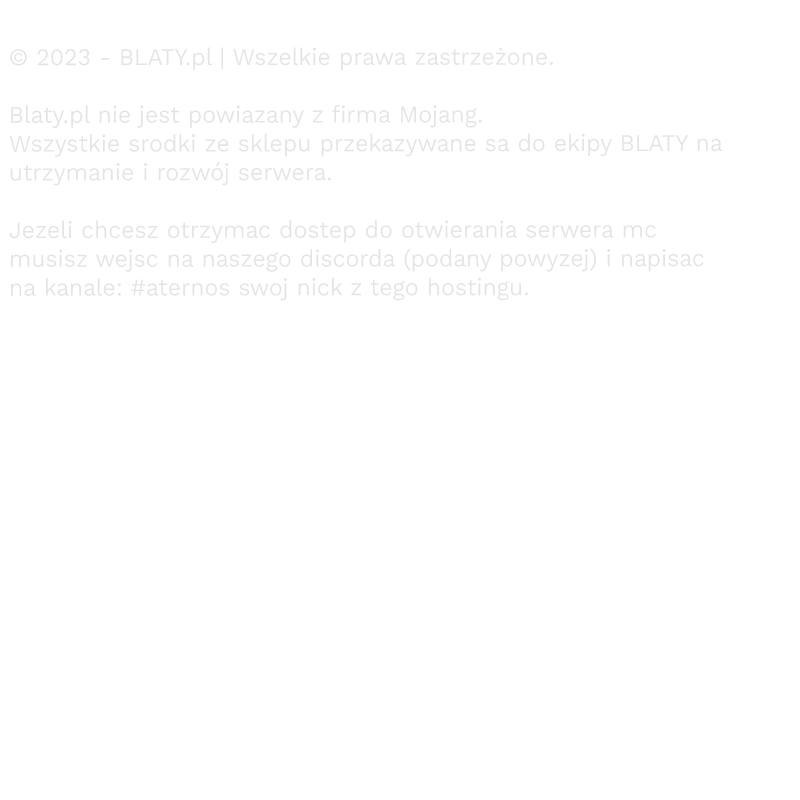 © 2023 - BLATY.pl | Wszelkie prawa zastrzeżone.
Blaty.pl nie jest powiazany z firma Mojang.
Wszystkie srodki ze sklepu przekazywane sa do ekipy BLATY na
utrzymanie i rozwój serwera.
Jezeli chcesz otrzymac dostep do otwierania serwera mc
musisz wejsc na naszego discorda (podany powyzej) i napisac
na kanale: #aternos swoj nick z tego hostingu.